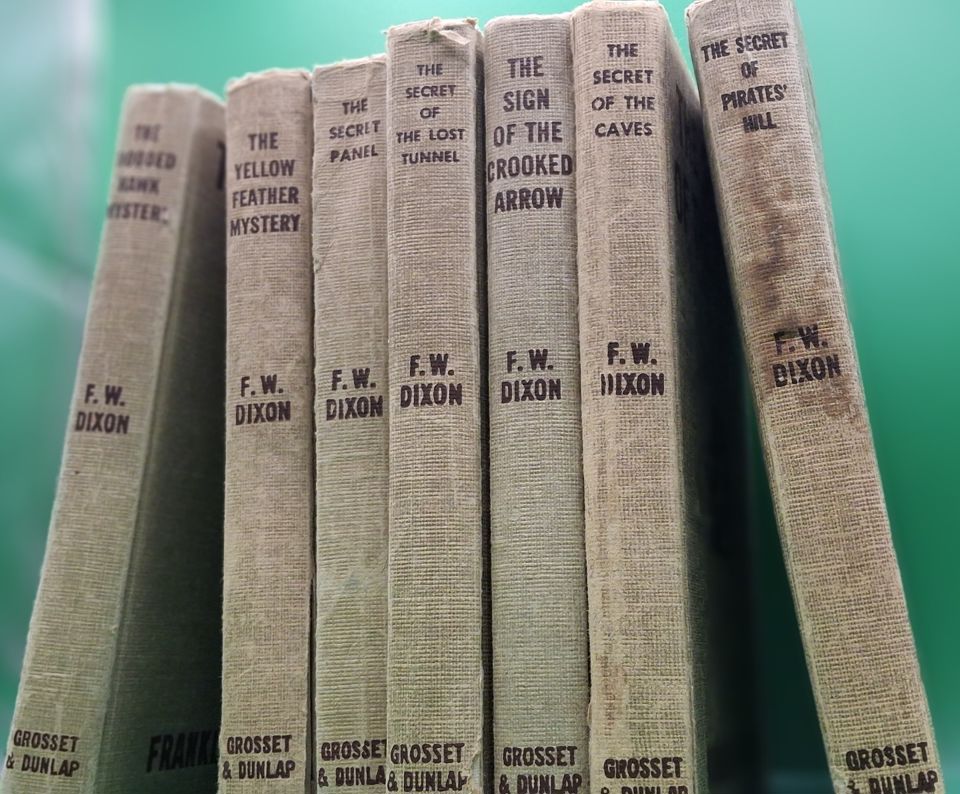 THE
HOODED
HAWK
MYSTERY
F. W.
DIXON
GROSSET
& DUNLAP
FRANKL
THE
YELLOW
FEATHER
MYSTERY
F. W.
DIXON
GROSSET
& DUNLAP
THE
SECRET
PANEL
F. W.
DIXON
GROSSET
& DUNLA
THE
SECRET
OF
THE LOST
TUNNEL
F. W.
DIXON
GROSSET
& DUNLAP
THE
SIGN
OF THE
CROOKED
ARROW
F. W.
DIXON
GROSSET
& DUNLAP
THE
SECRET
OF THE
CAVES
F. W.
DIXON
GROSSET
& DUNLAP
THE SECRET
OF
PIRATES'
HILL
F. W.
DIXON
GROSSET
& DUNLAP